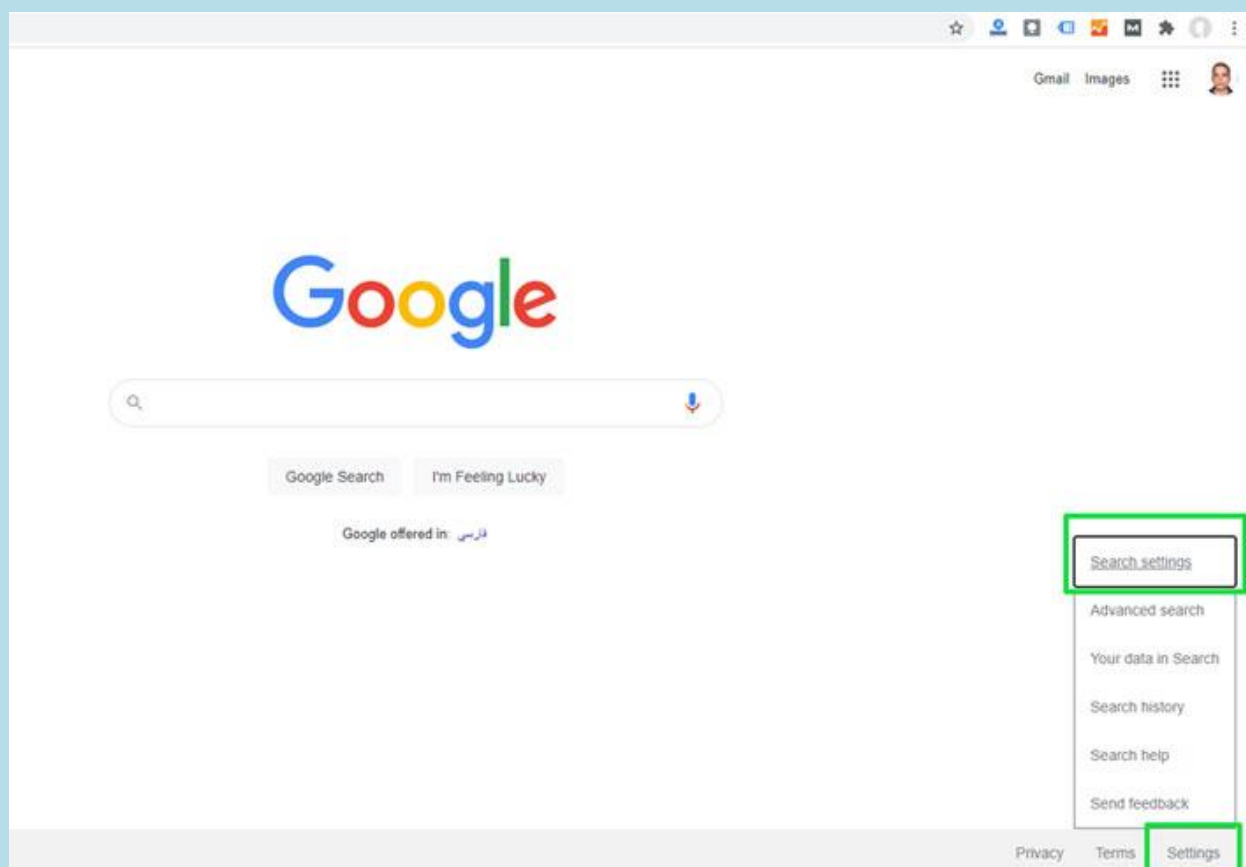 Gmail Images
Google
Google Search I'm Feeling Lucky
Google offered in: فارسی
Search settings
Advanced search
Your data in Search
Search history
Search help
Send feedback
Privacy Terms Settings